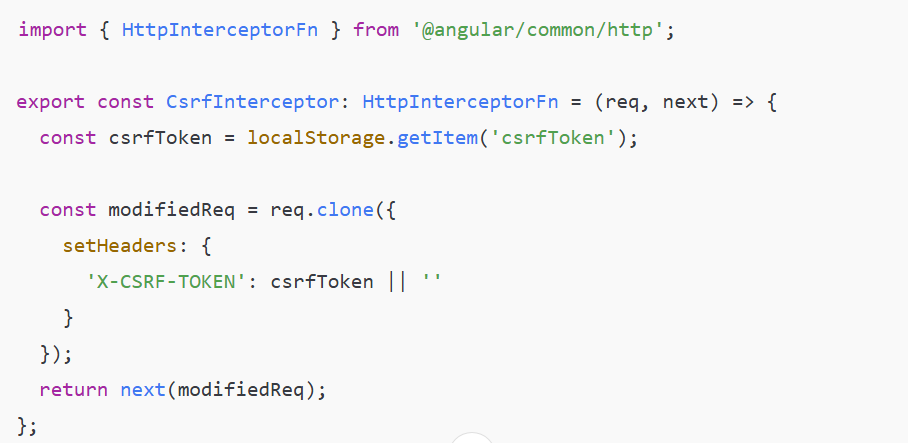 import { HttpInterceptorFn } from '@angular/common/http';
export const CsrfInterceptor: HttpInterceptorFn = (req, next) => {
  const csrfToken = localStorage.getItem('csrfToken');
  const modifiedReq = req.clone({
    setHeaders: {
      'X-CSRF-TOKEN': csrfToken || ''
    }
  });
  return next(modifiedReq);
};